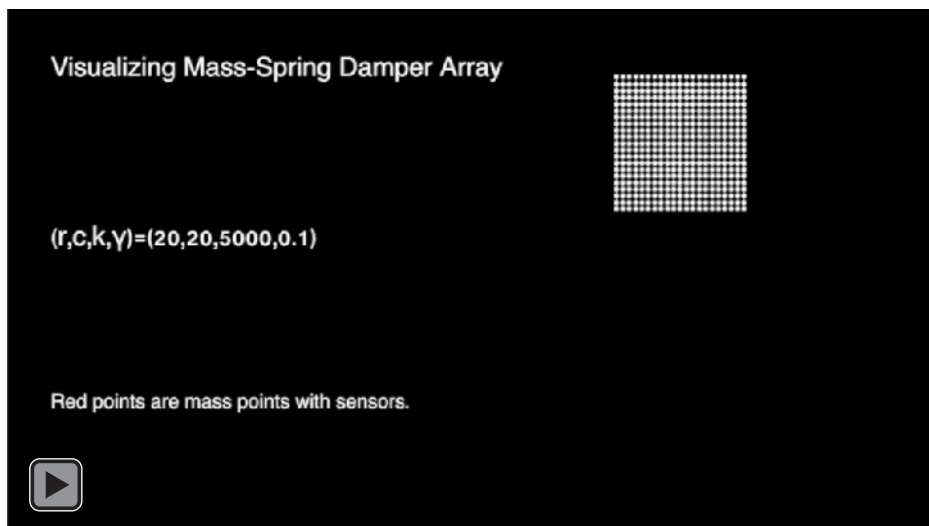 Visualizing Mass-Spring Damper Array
(r,c,k,γ)=(20,20,5000,0.1)
Red points are mass points with sensors.